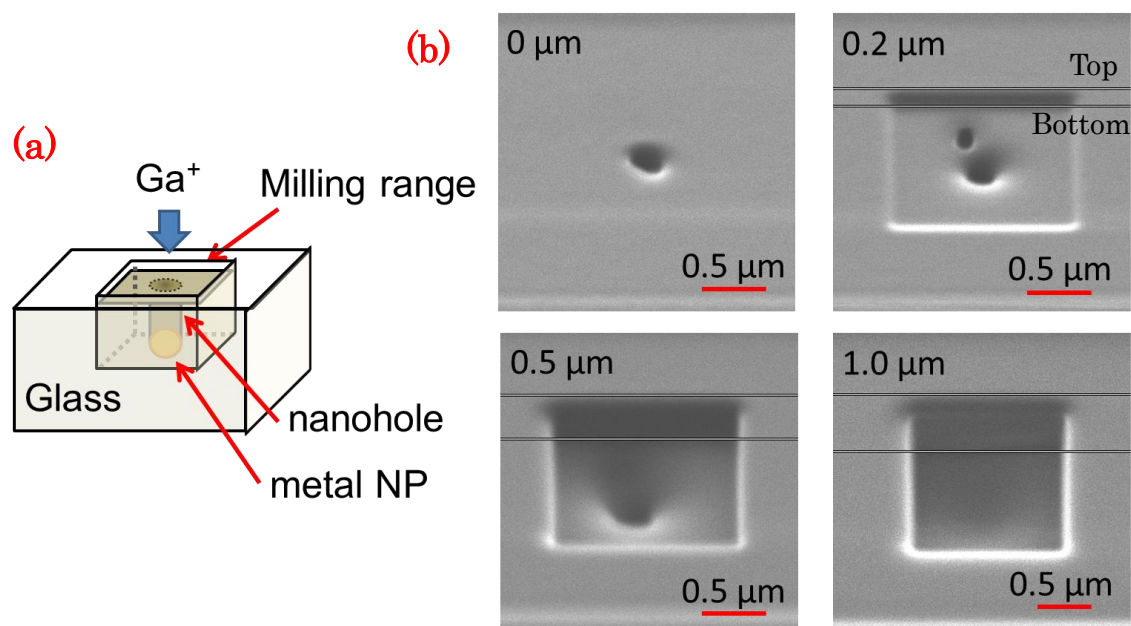 (a)
Ga⁺
Milling range
Glass
nanohole
metal NP
(b)
0 μm
0.5 μm
0.2 μm
Top
Bottom
0.5 μm
0.5 μm
0.5 μm
1.0 μm
0.5 μm